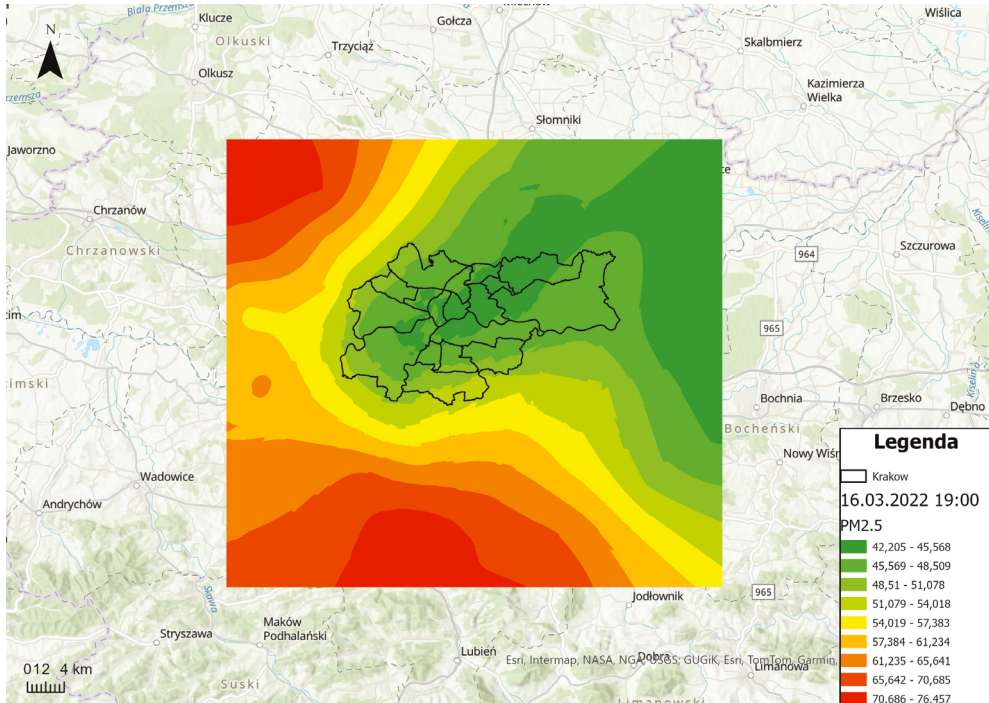 Biala Przemsza
Klucze
Gołcza
Wiślica
N
Olkuski
Trzyciąż
Skalbmierz
Olkusz
Kazimierza
Wielka
Słomniki
Jaworzno
Chrzanów
Chrzanowski
964
Szczurowa
965
Bochnia
Brzesko
Dębno
Bocheński
Wadowice
Nowy Wiśn
Andrychów
965
Jodłownik
Maków
Podhalański
Stryszawa
Lubień
Dobra
Limanowa
Suski
Limanowski
Skawa
Kiselina
012 4 km
Esri, Intermap, NASA, NGA, USGS; GUGiK, Esri, TomTom, Garmin,
Legenda
Krakow
16.03.2022 19:00
PM2.5
42,205 - 45,568
45,569 - 48,509
48,51 - 51,078
51,079 - 54,018
54,019 - 57,383
57,384 - 61,234
61,235 - 65,641
65,642 - 70,685
70,686 - 76,457